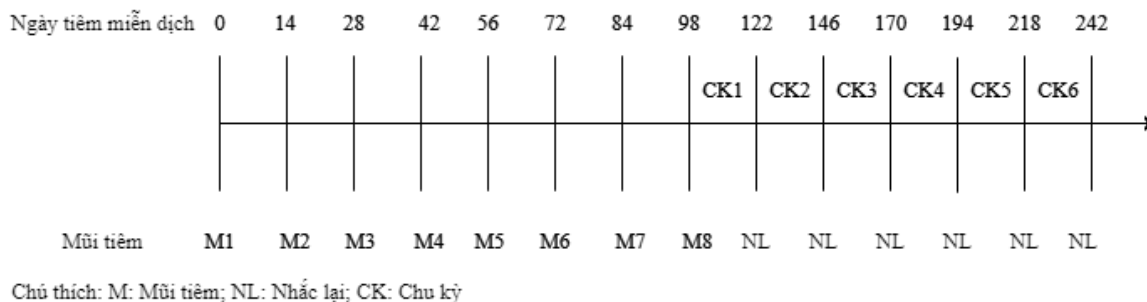 Ngày tiêm miễn dịch 0 14 28 42 56 72 84 98 122 146 170 194 218 242
CK1 CK2 CK3 CK4 CK5 CK6
Mũi tiêm M1 M2 M3 M4 M5 M6 M7 M8 NL NL NL NL NL NL
Chú thích: M: Mũi tiêm; NL: Nhắc lại; CK: Chu kỳ